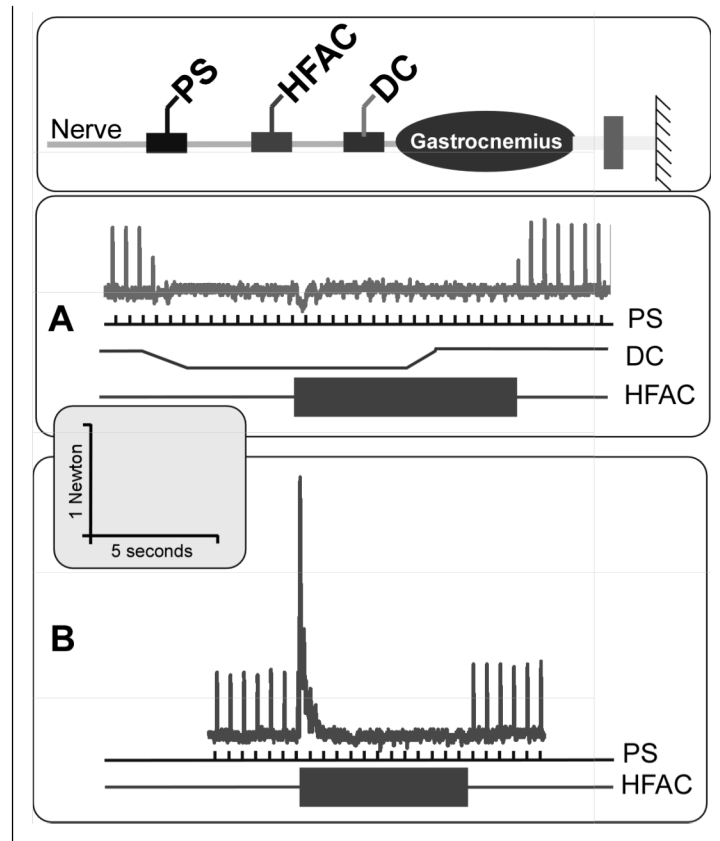 PS
HFAC
DC
Nerve
Gastrocnemius
A
PS
DC
HFAC
1 Newton
5 seconds
B
PS
HFAC